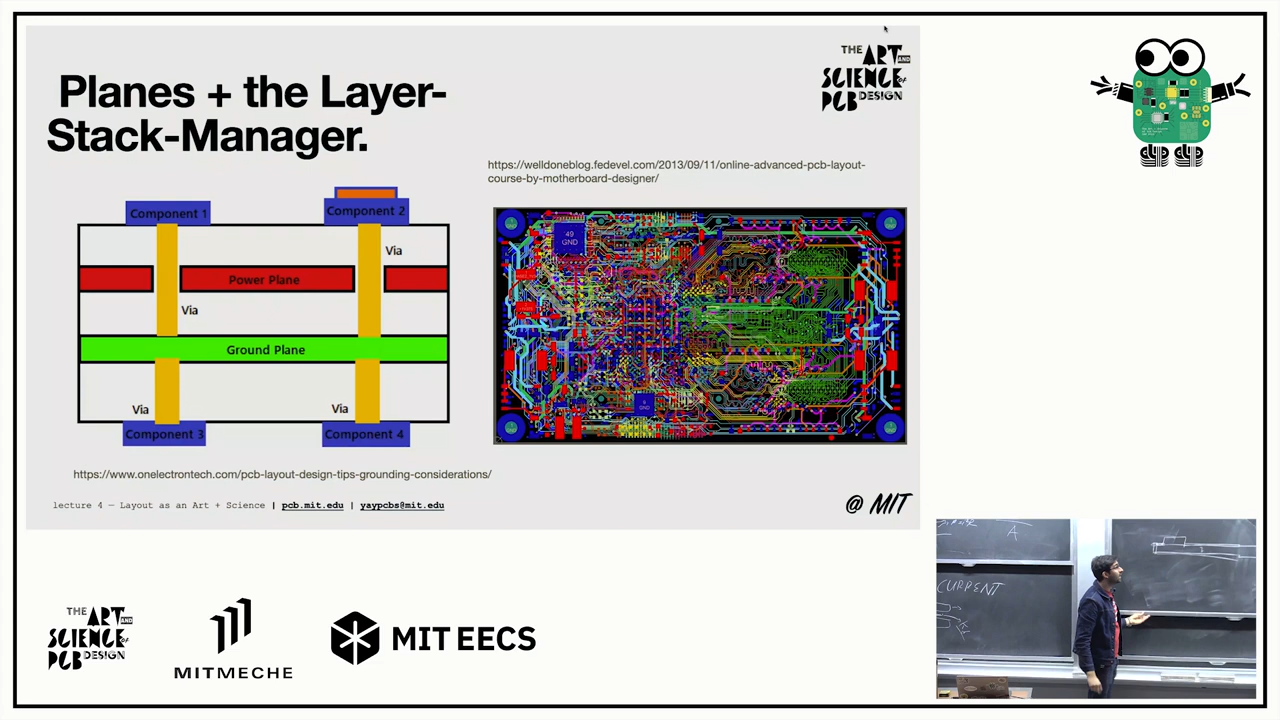 Planes + the Layer-
Stack-Manager.
THE ART AND
SCIENCE of
PCB DESIGN
https://welldoneblog.fedevel.com/2013/09/11/online-advanced-pcb-layout-
course-by-motherboard-designer/
Component 1
Component 2
Via
Power Plane
Via
Ground Plane
Via
Via
Component 3
Component 4
49
GND
GND
https://www.onelectrontech.com/pcb-layout-design-tips-grounding-considerations/
lecture 4 — Layout as an Art + Science | pcb.mit.edu | yaypcbs@mit.edu
@ MIT
A
CURRENT
THE ART AND
SCIENCE of
PCB DESIGN
MITMECHE
MIT EECS